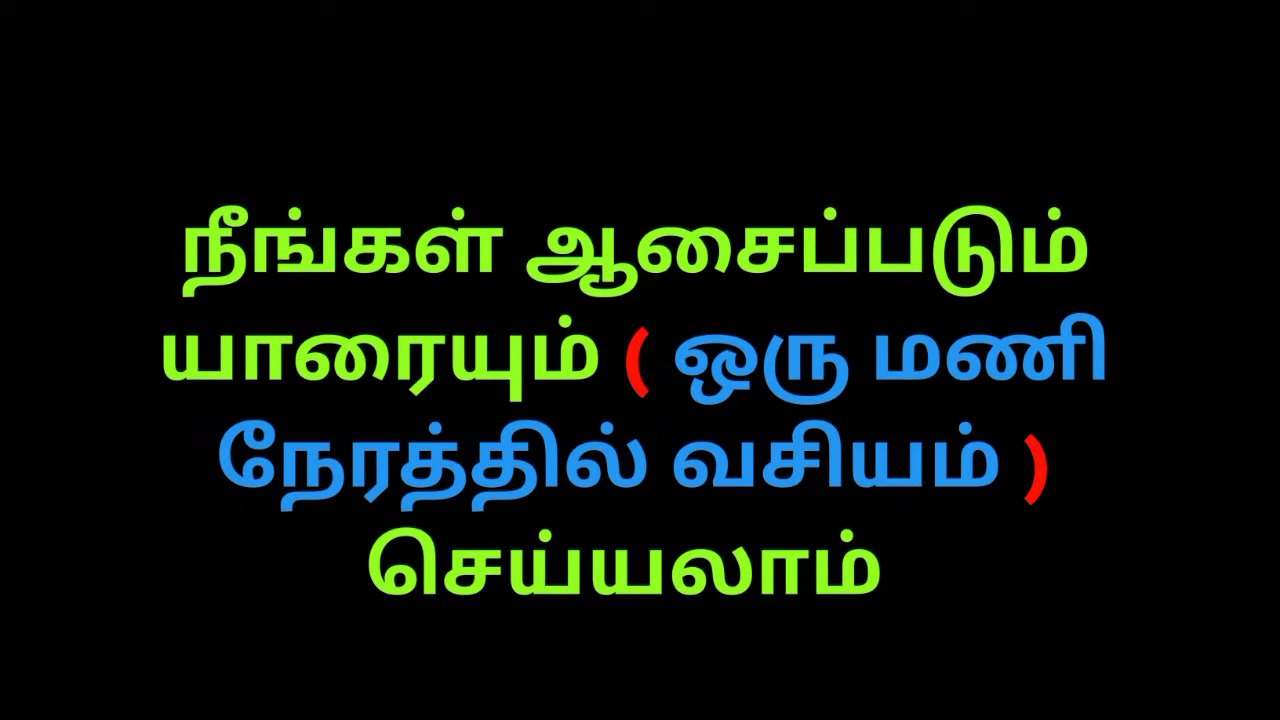 நீங்கள் ஆசைப்படும்
யாரையும் ( ஒரு மணி
நேரத்தில் வசியம் )
செய்யலாம்